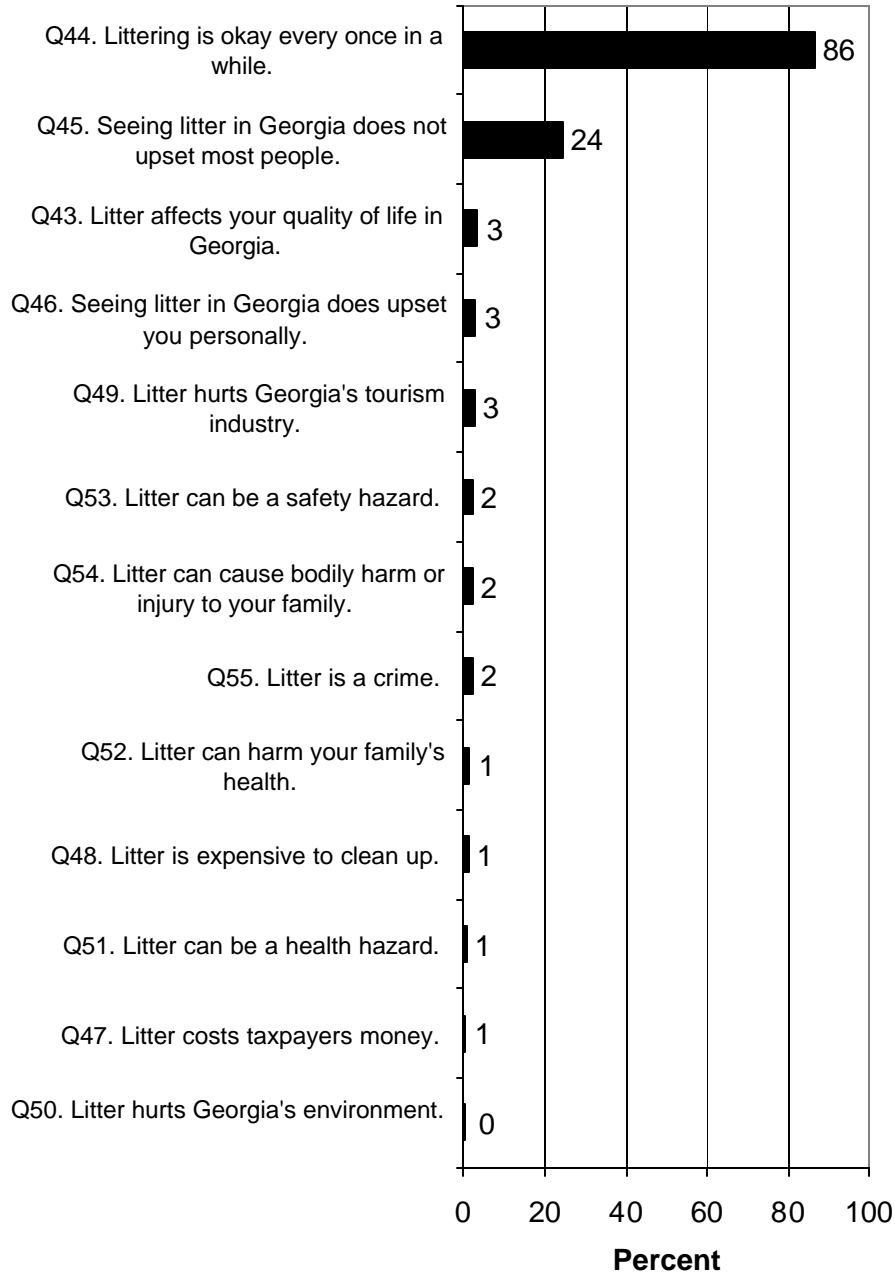 Q44. Littering is okay every once in a
while.
86
Q45. Seeing litter in Georgia does not
upset most people.
24
Q43. Litter affects your quality of life in
Georgia.
3
Q46. Seeing litter in Georgia does upset
you personally.
3
Q49. Litter hurts Georgia's tourism
industry.
3
Q53. Litter can be a safety hazard.
2
Q54. Litter can cause bodily harm or
injury to your family.
2
Q55. Litter is a crime.
2
Q52. Litter can harm your family's
health.
1
Q48. Litter is expensive to clean up.
1
Q51. Litter can be a health hazard.
1
Q47. Litter costs taxpayers money.
1
Q50. Litter hurts Georgia's environment.
0
0 20 40 60 80 100
Percent